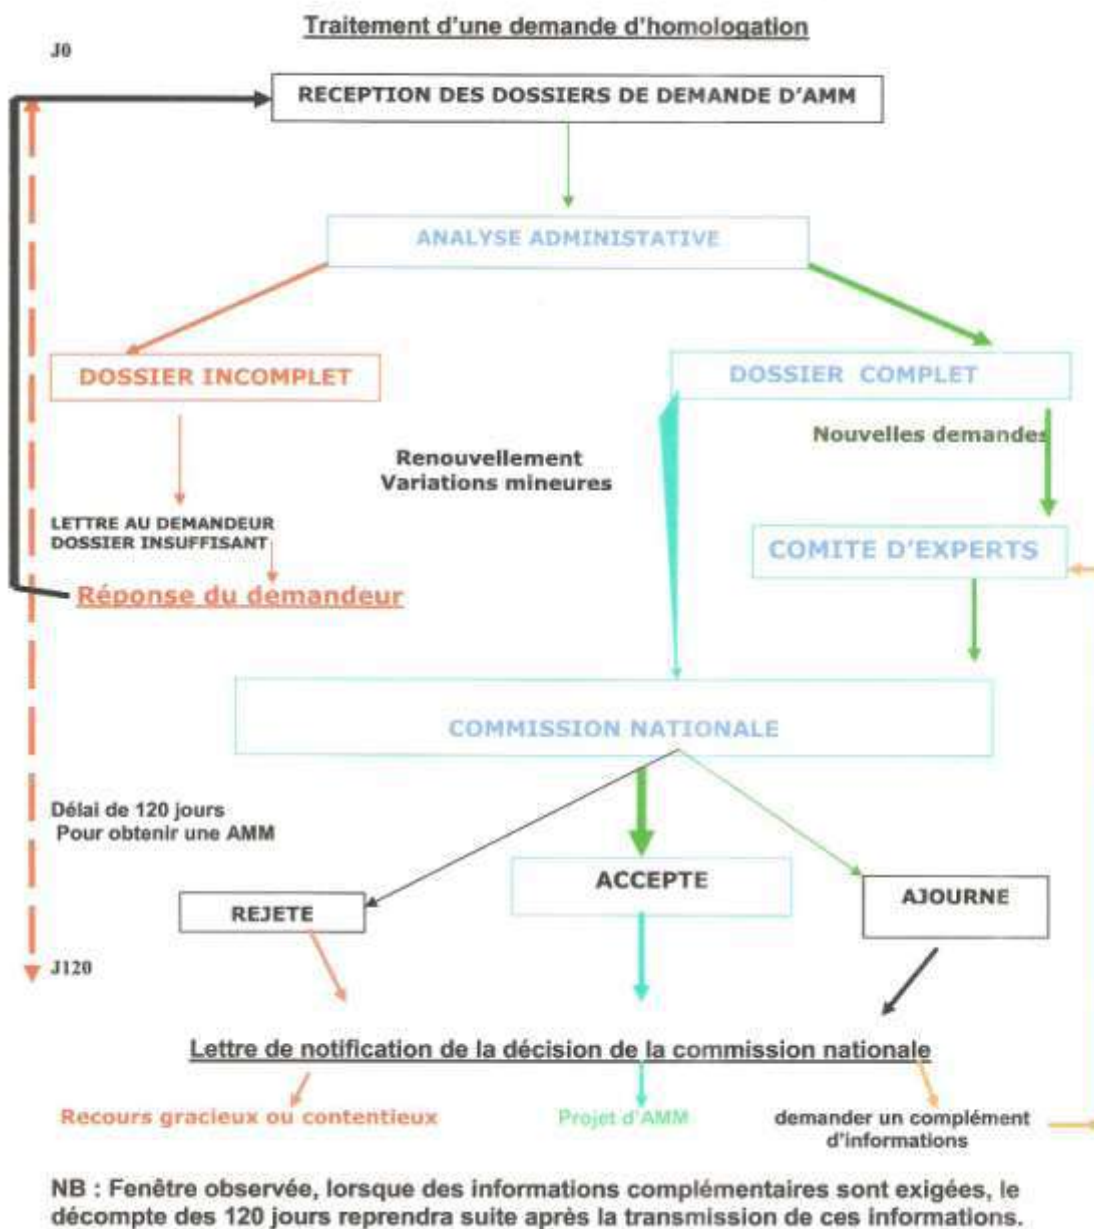 Traitement d'une demande d'homologation
J0
RECEPTION DES DOSSIERS DE DEMANDE D'AMM
ANALYSE ADMINISTATIVE
DOSSIER INCOMPLET
DOSSIER COMPLET
Nouvelles demandes
Renouvellement
Variations mineures
LETTRE AU DEMANDEUR
DOSSIER INSUFFISANT
COMITE D'EXPERTS
Réponse du demandeur
COMMISSION NATIONALE
Délai de 120 jours
Pour obtenir une AMM
ACCEPTE
REJETE
AJOURNE
J120
Lettre de notification de la décision de la commission nationale
Recours gracieux ou contentieux
Projet d'AMM
demander un complément
d'informations
NB : Fenêtre observée, lorsque des informations complémentaires sont exigées, le
décompte des 120 jours reprendra suite après la transmission de ces informations.